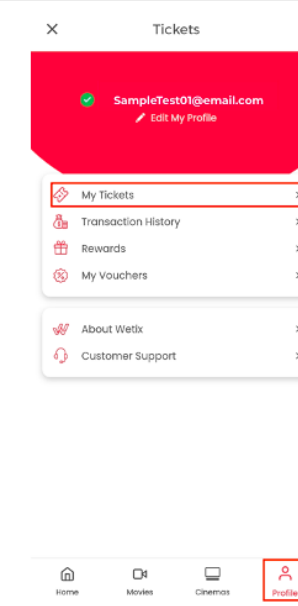 Tickets
SampleTest01@email.com
Edit My Profile
My Tickets
Transaction History
Rewards
My Vouchers
About Wetix
Customer Support
Home
Movies
Cinemas
Profile